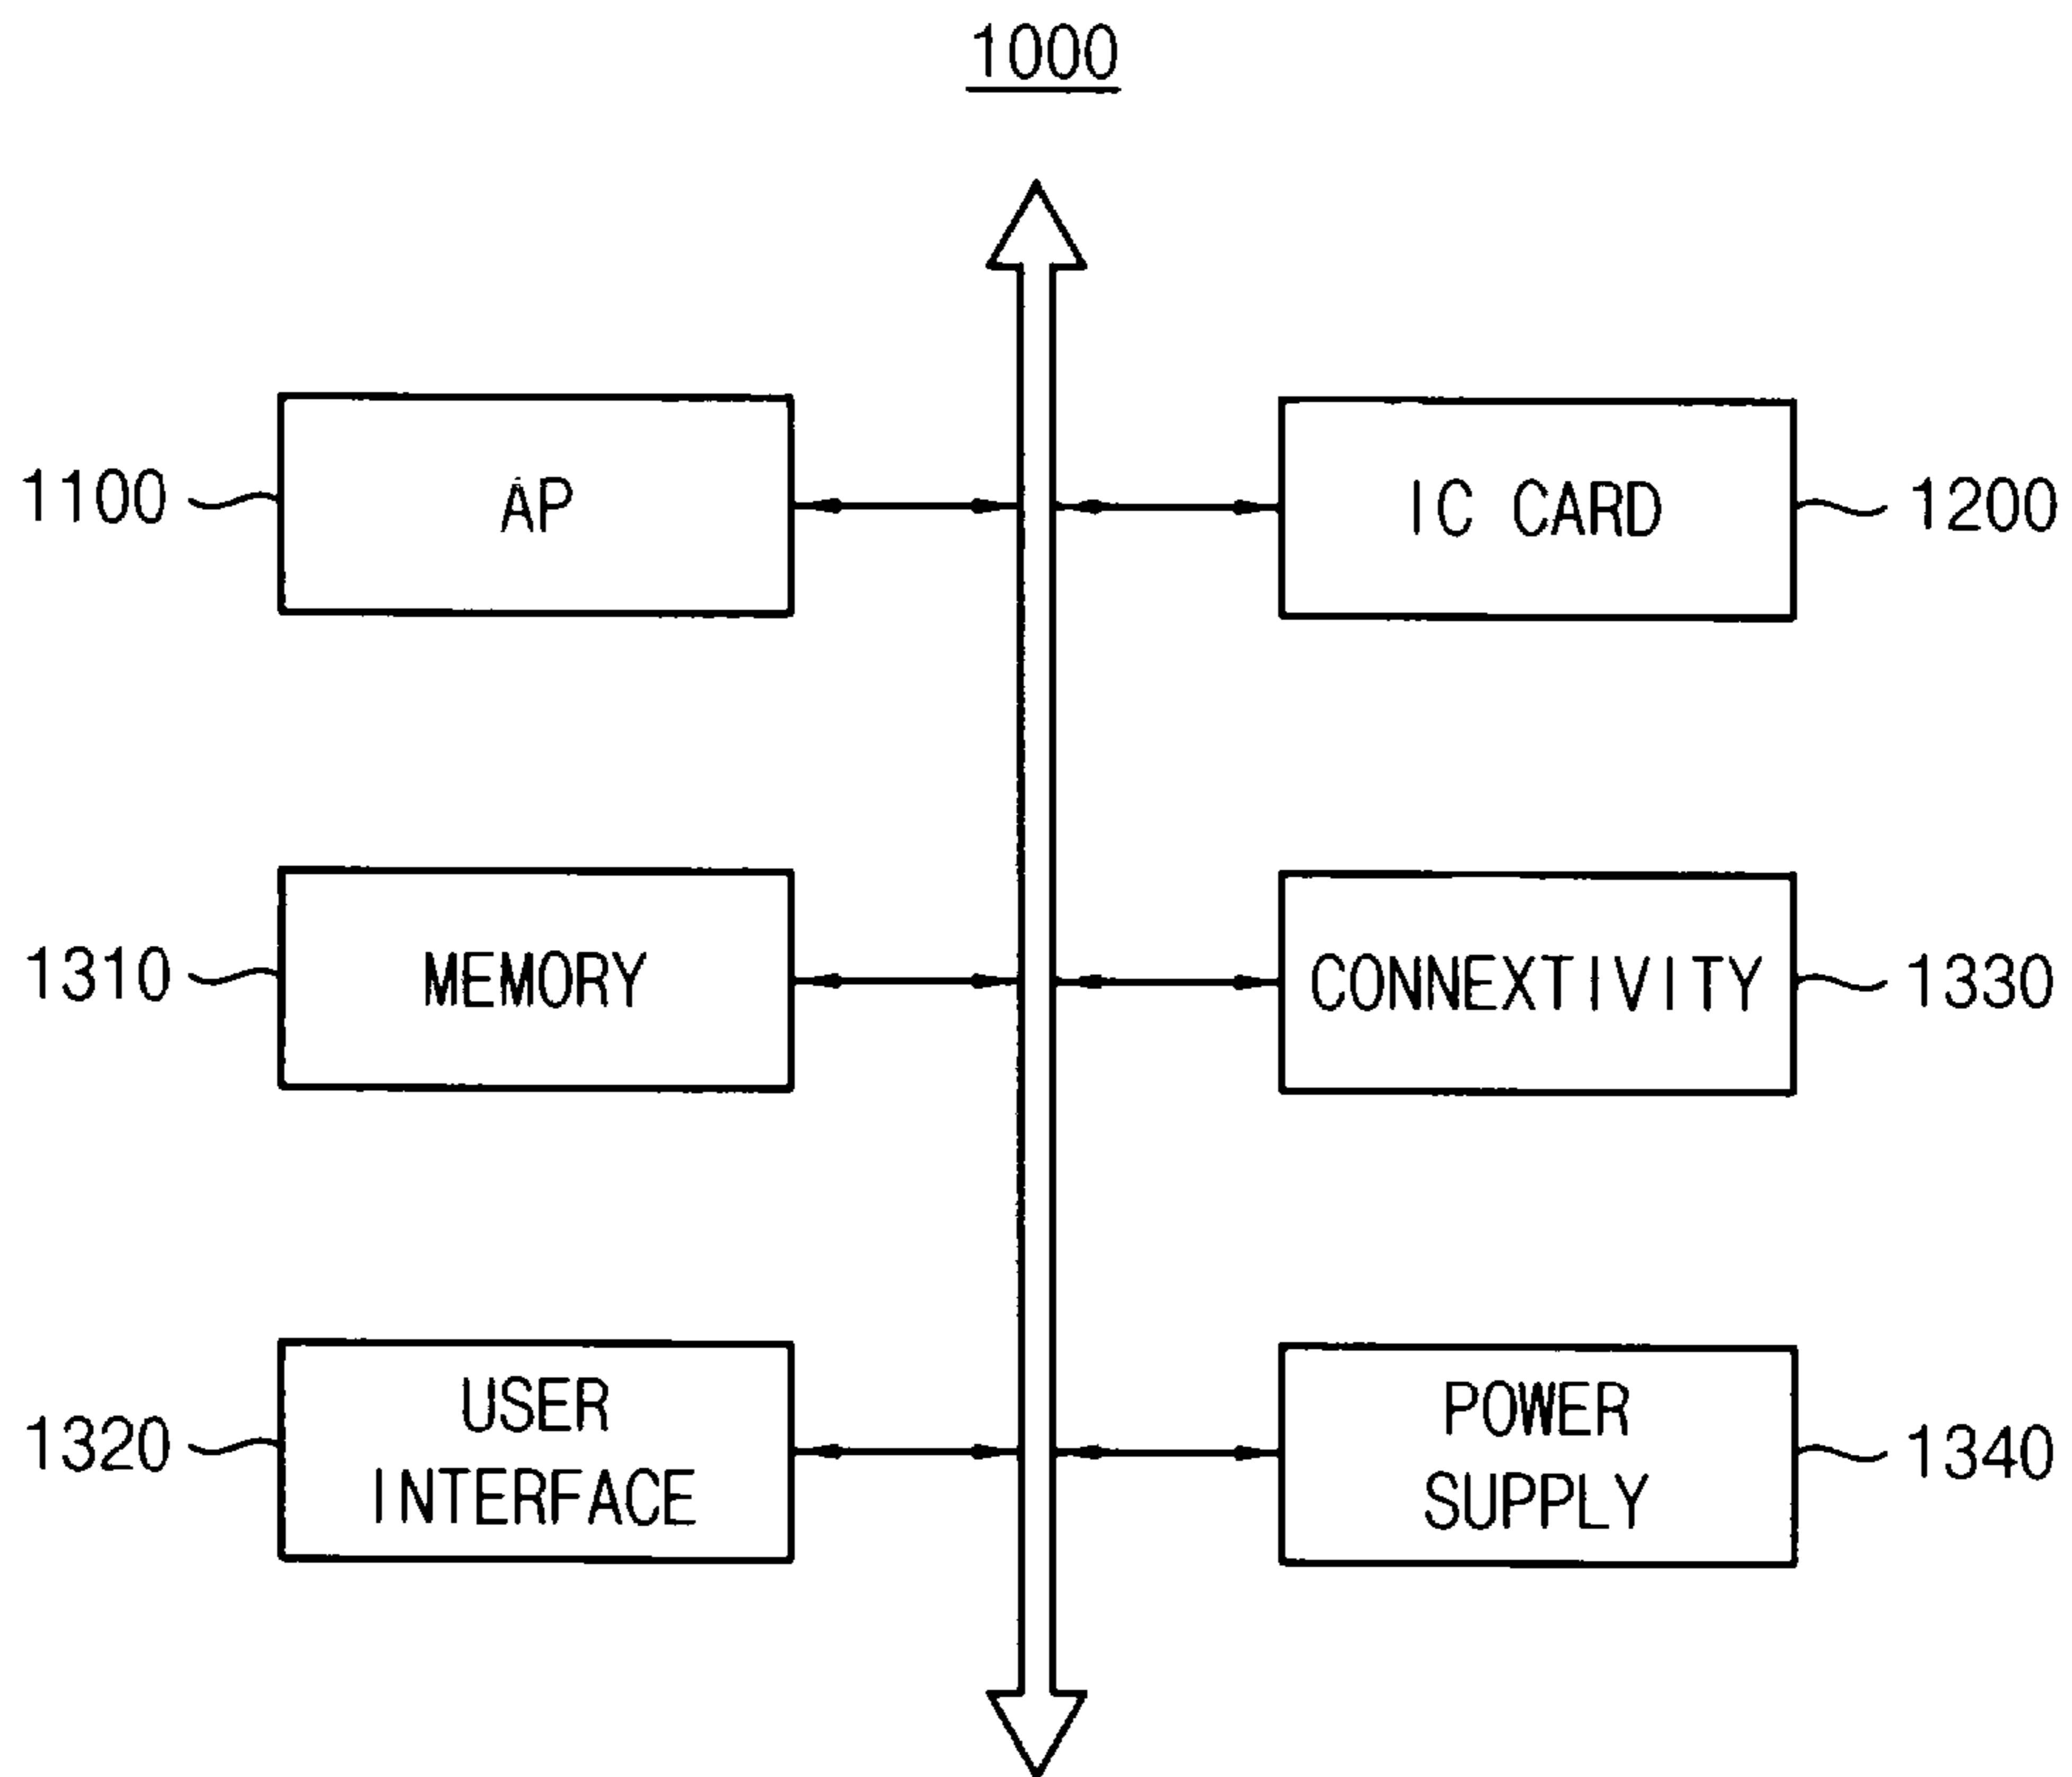 1000
1100
AP
IC CARD
1200
1310
MEMORY
CONNEXTIVITY
1330
1320
USER
INTERFACE
POWER
SUPPLY
1340